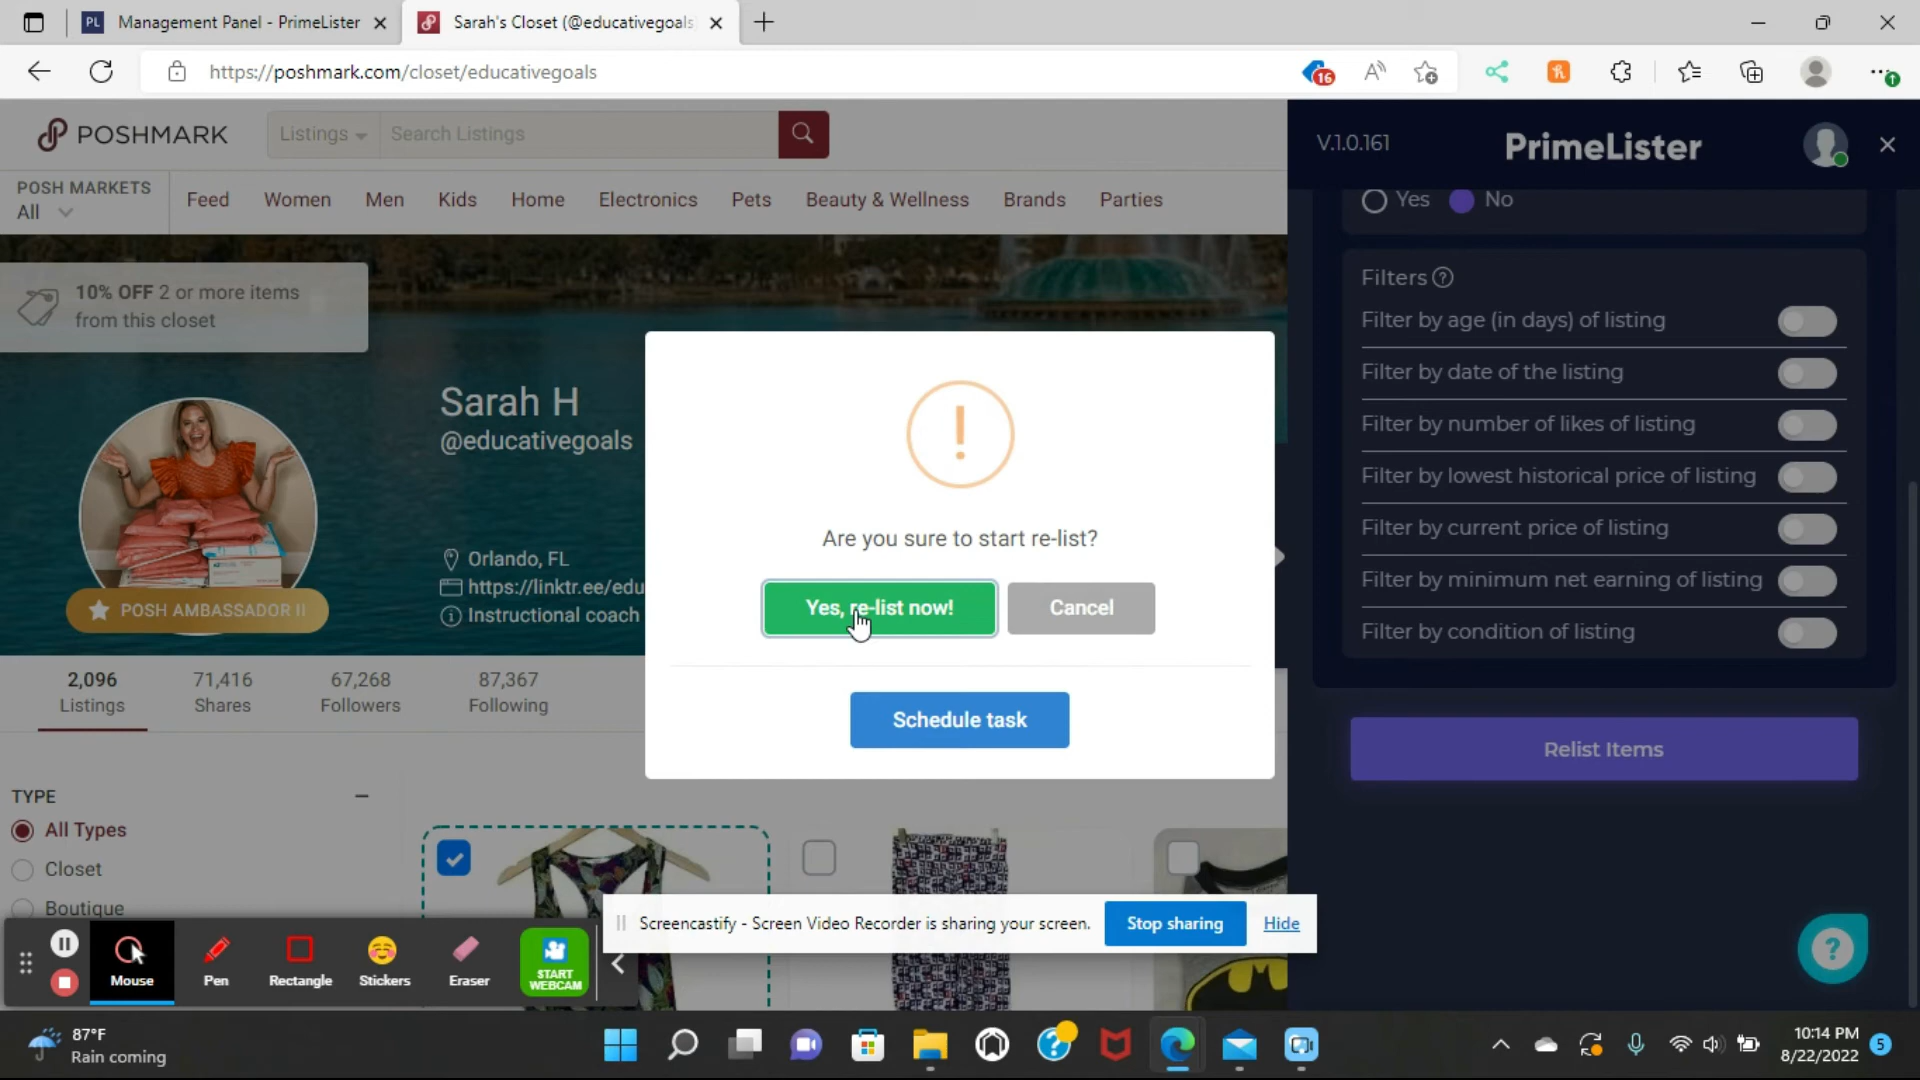 Management Panel - PrimeLister
Sarah's Closet (@educativegoals
https://poshmark.com/closet/educativegoals
16
POSHMARK
Listings
Search Listings
V.1.0.161
PrimeLister
POSH MARKETS
All
Feed
Women
Men
Kids
Home
Electronics
Pets
Beauty & Wellness
Brands
Parties
Yes
No
10% OFF 2 or more items
from this closet
Filters
Filter by age (in days) of listing
Filter by date of the listing
Filter by number of likes of listing
Filter by lowest historical price of listing
Filter by current price of listing
Filter by minimum net earning of listing
Filter by condition of listing
Relist Items
Sarah H
@educativegoals
Orlando, FL
https://linktr.ee/edu
Instructional coach
POSH AMBASSADOR II
Are you sure to start re-list?
Yes, re-list now!
Cancel
Schedule task
2,096
Listings
71,416
Shares
67,268
Followers
87,367
Following
TYPE
All Types
Closet
Boutique
Screencastify - Screen Video Recorder is sharing your screen.
Stop sharing
Hide
Mouse
Pen
Rectangle
Stickers
Eraser
START
WEBCAM
87°F
Rain coming
10:14 PM
8/22/2022
5